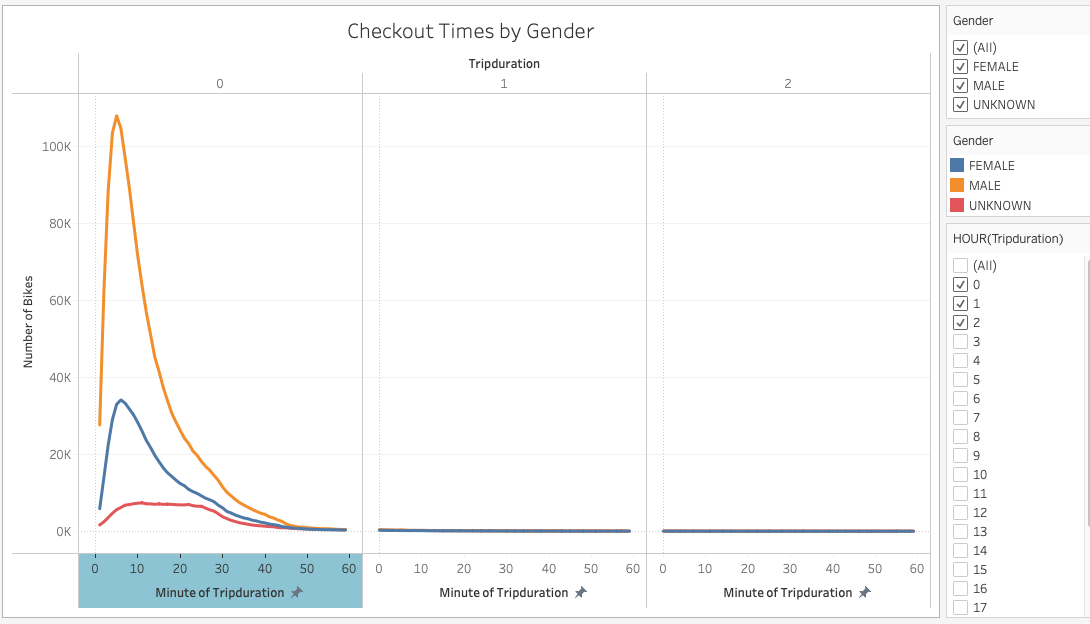 Checkout Times by Gender
Tripduration
0 1 2
100K
80K
60K
40K
20K
0K
Number of Bikes
0 10 20 30 40 50 60 0 10 20 30 40 50 60 0 10 20 30 40 50 60
Minute of Tripduration Minute of Tripduration Minute of Tripduration
Gender
(All)
FEMALE
MALE
UNKNOWN
Gender
FEMALE
MALE
UNKNOWN
HOUR(Tripduration)
(All)
0
1
2
3
4
5
6
7
8
9
10
11
12
13
14
15
16
17